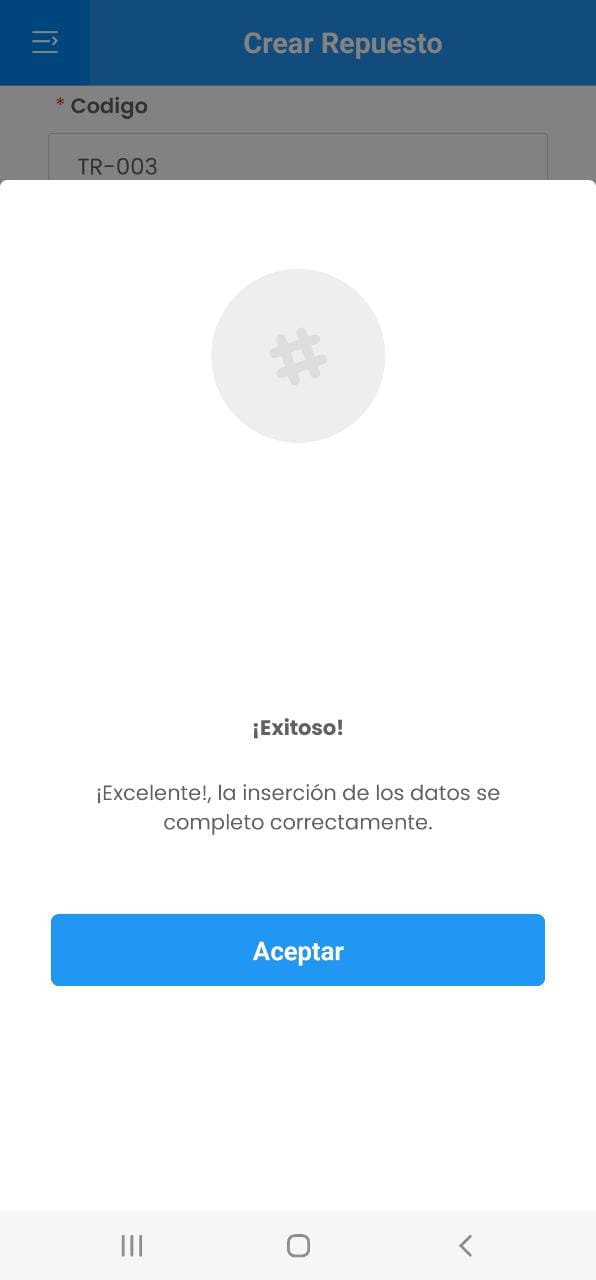 Crear Repuesto
* Codigo
TR-003
¡Exitoso!
¡Excelente!, la inserción de los datos se
completo correctamente.
Aceptar